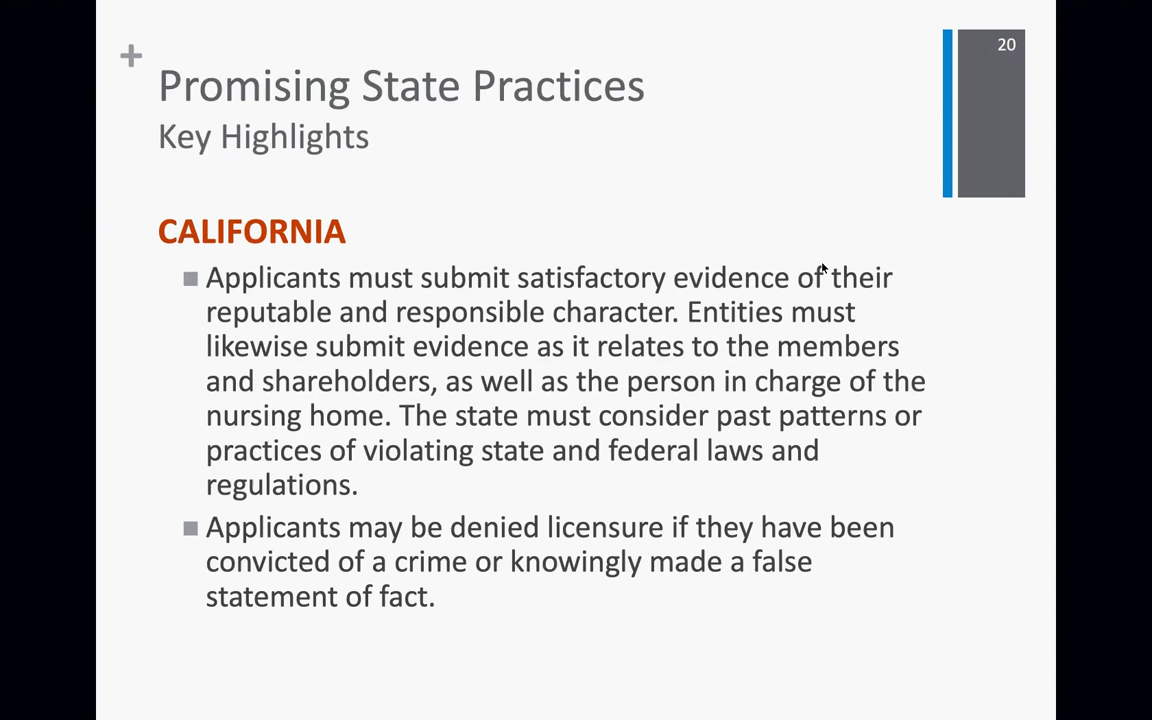 +
20
Promising State Practices
Key Highlights
CALIFORNIA
Applicants must submit satisfactory evidence of their
reputable and responsible character. Entities must
likewise submit evidence as it relates to the members
and shareholders, as well as the person in charge of the
nursing home. The state must consider past patterns or
practices of violating state and federal laws and
regulations.
Applicants may be denied licensure if they have been
convicted of a crime or knowingly made a false
statement of fact.